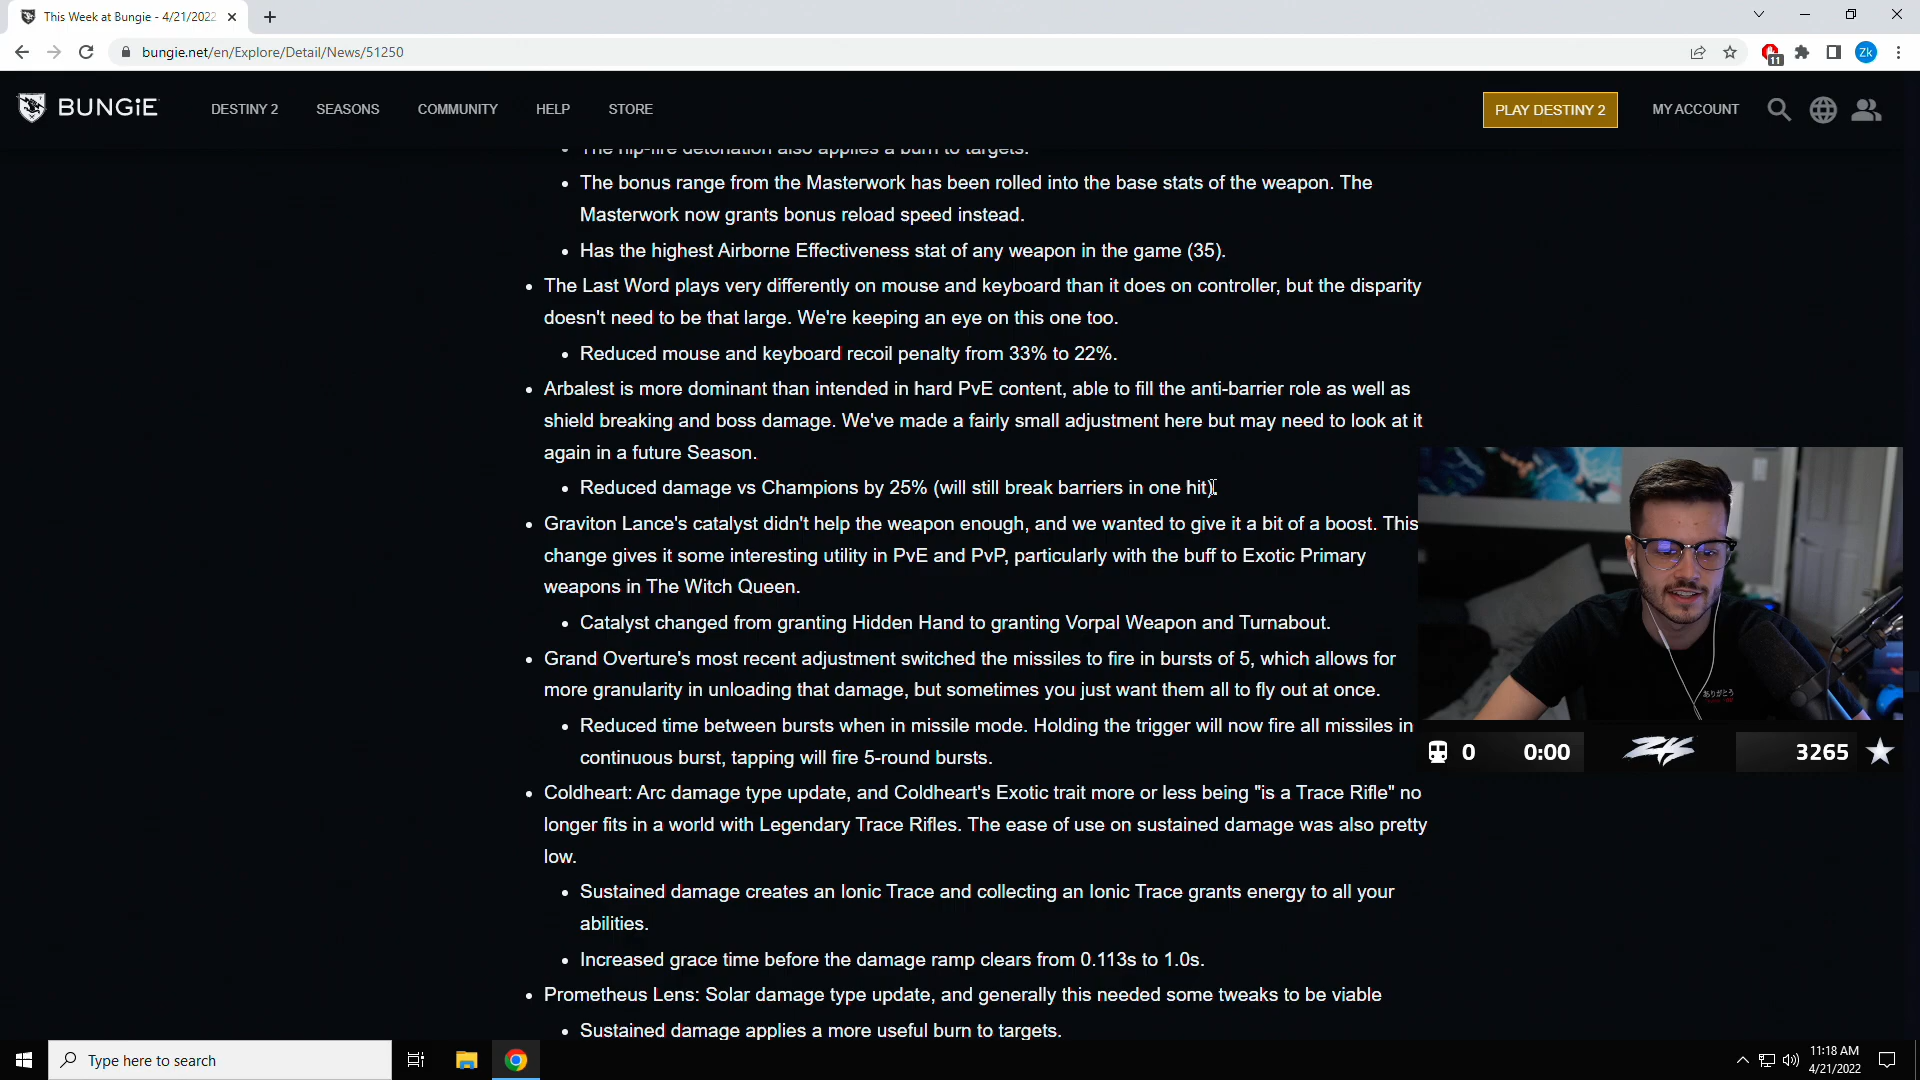 This Week at Bungie - 4/21/2022
bungie.net/en/Explore/Detail/News/51250
11
Zk
BUNGiE
DESTINY 2
SEASONS
COMMUNITY
HELP
STORE
PLAY DESTINY 2
MY ACCOUNT
The hip-fire detonation also applies a burn to targets.
The bonus range from the Masterwork has been rolled into the base stats of the weapon. The
Masterwork now grants bonus reload speed instead.
Has the highest Airborne Effectiveness stat of any weapon in the game (35).
The Last Word plays very differently on mouse and keyboard than it does on controller, but the disparity
doesn't need to be that large. We're keeping an eye on this one too.
Reduced mouse and keyboard recoil penalty from 33% to 22%.
Arbalest is more dominant than intended in hard PvE content, able to fill the anti-barrier role as well as
shield breaking and boss damage. We've made a fairly small adjustment here but may need to look at it
again in a future Season.
Reduced damage vs Champions by 25% (will still break barriers in one hit).
Graviton Lance's catalyst didn't help the weapon enough, and we wanted to give it a bit of a boost. This
change gives it some interesting utility in PvE and PvP, particularly with the buff to Exotic Primary
weapons in The Witch Queen.
Catalyst changed from granting Hidden Hand to granting Vorpal Weapon and Turnabout.
Grand Overture's most recent adjustment switched the missiles to fire in bursts of 5, which allows for
more granularity in unloading that damage, but sometimes you just want them all to fly out at once.
Reduced time between bursts when in missile mode. Holding the trigger will now fire all missiles in
continuous burst, tapping will fire 5-round bursts.
Coldheart: Arc damage type update, and Coldheart's Exotic trait more or less being "is a Trace Rifle" no
longer fits in a world with Legendary Trace Rifles. The ease of use on sustained damage was also pretty
low.
Sustained damage creates an Ionic Trace and collecting an Ionic Trace grants energy to all your
abilities.
Increased grace time before the damage ramp clears from 0.113s to 1.0s.
Prometheus Lens: Solar damage type update, and generally this needed some tweaks to be viable
Sustained damage applies a more useful burn to targets.
ありがとう
0
0:00
ZK
3265
Type here to search
11:18 AM
4/21/2022